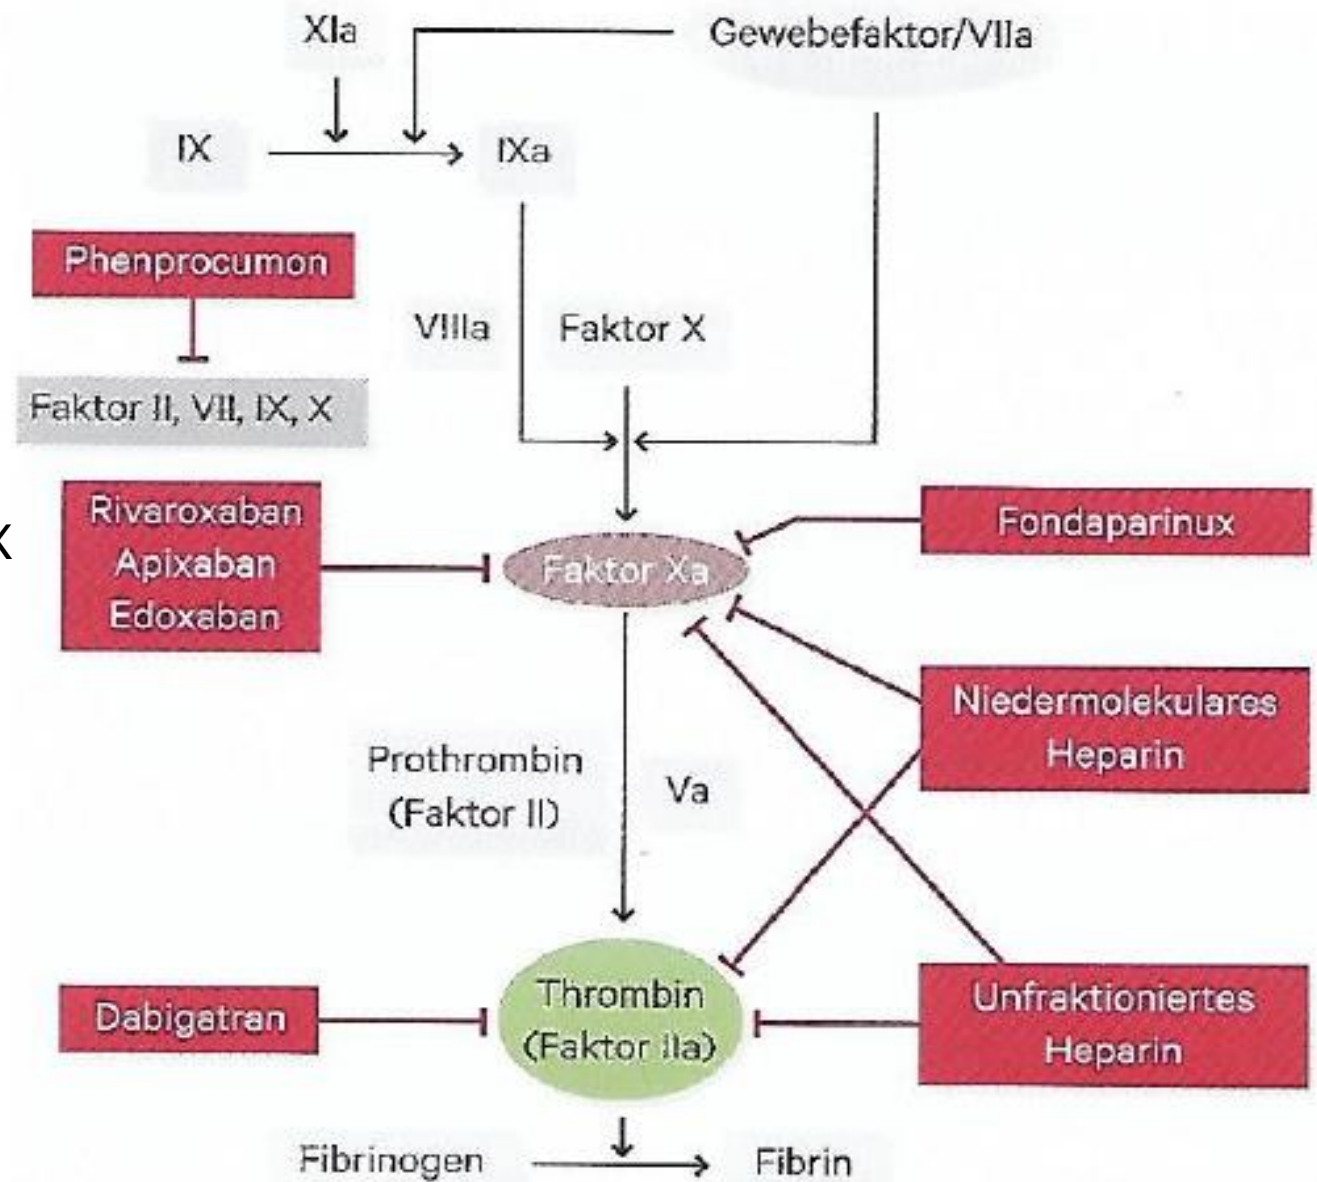 XIa
Gewebefaktor/VIIa
IX
IXa
Phenprocumon
VIIIa
Faktor X
Faktor II, VII, IX, X
Rivaroxaban
Apixaban
Edoxaban
X
Faktor Xa
Fondaparinux
Niedermolekulares
Heparin
Prothrombin
(Faktor II)
Va
Dabigatran
Thrombin
(Faktor IIa)
Unfraktioniertes
Heparin
Fibrinogen
Fibrin